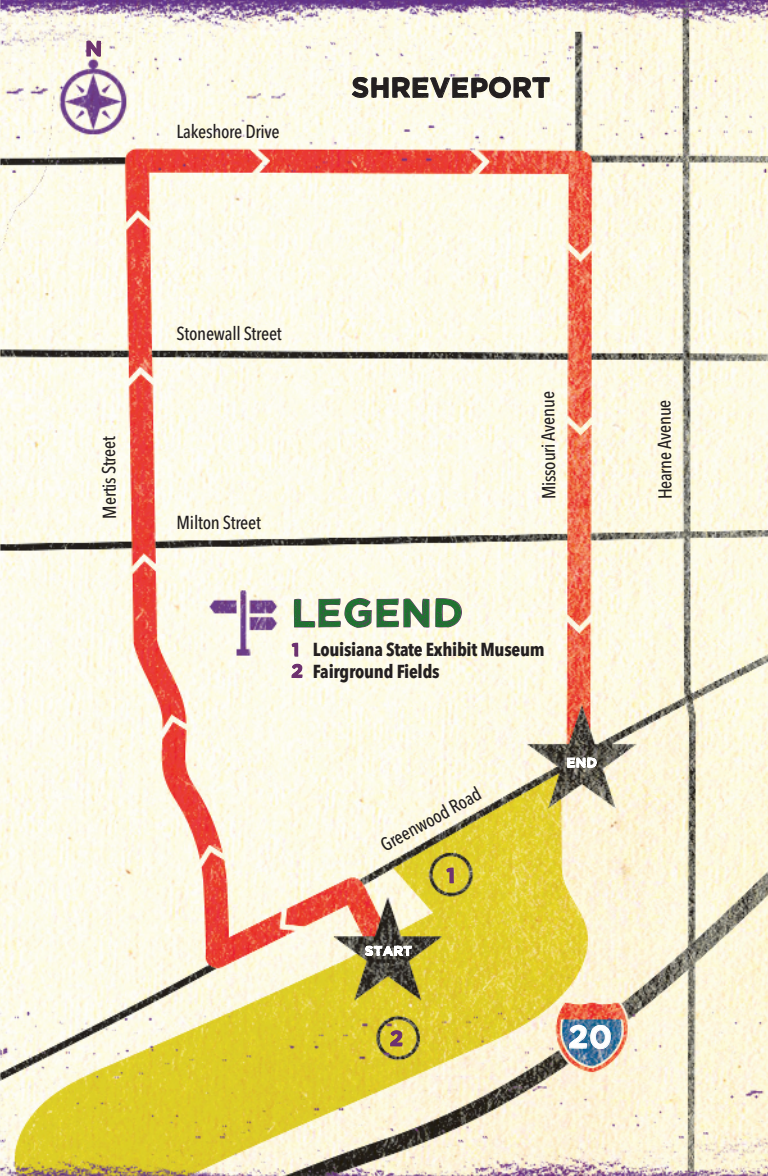 N
SHREVEPORT
Lakeshore Drive
Stonewall Street
Mertis Street
Missouri Avenue
Hearne Avenue
Milton Street
LEGEND
1 Louisiana State Exhibit Museum
2 Fairground Fields
END
Greenwood Road
1
START
2
20